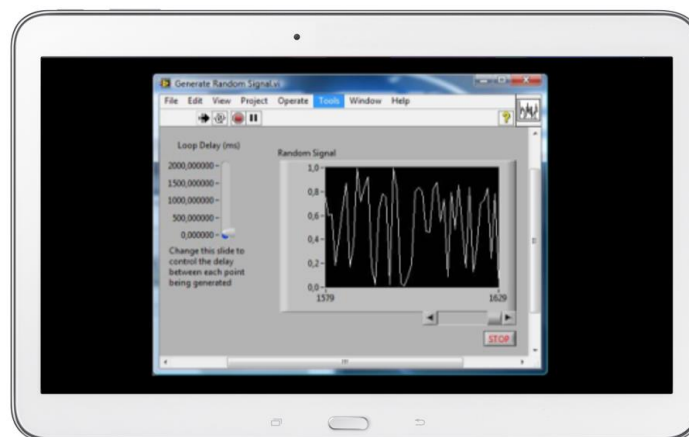 Generate Random Signal.vi
File Edit View Project Operate Tools Window Help
Loop Delay (ms)
2000,000000
1500,000000
1000,000000
500,000000
0,000000
Change this slide to
control the delay
between each point
being generated
Random Signal
1,0
0,8
0,6
0,4
0,2
0,0
1579 1629
STOP